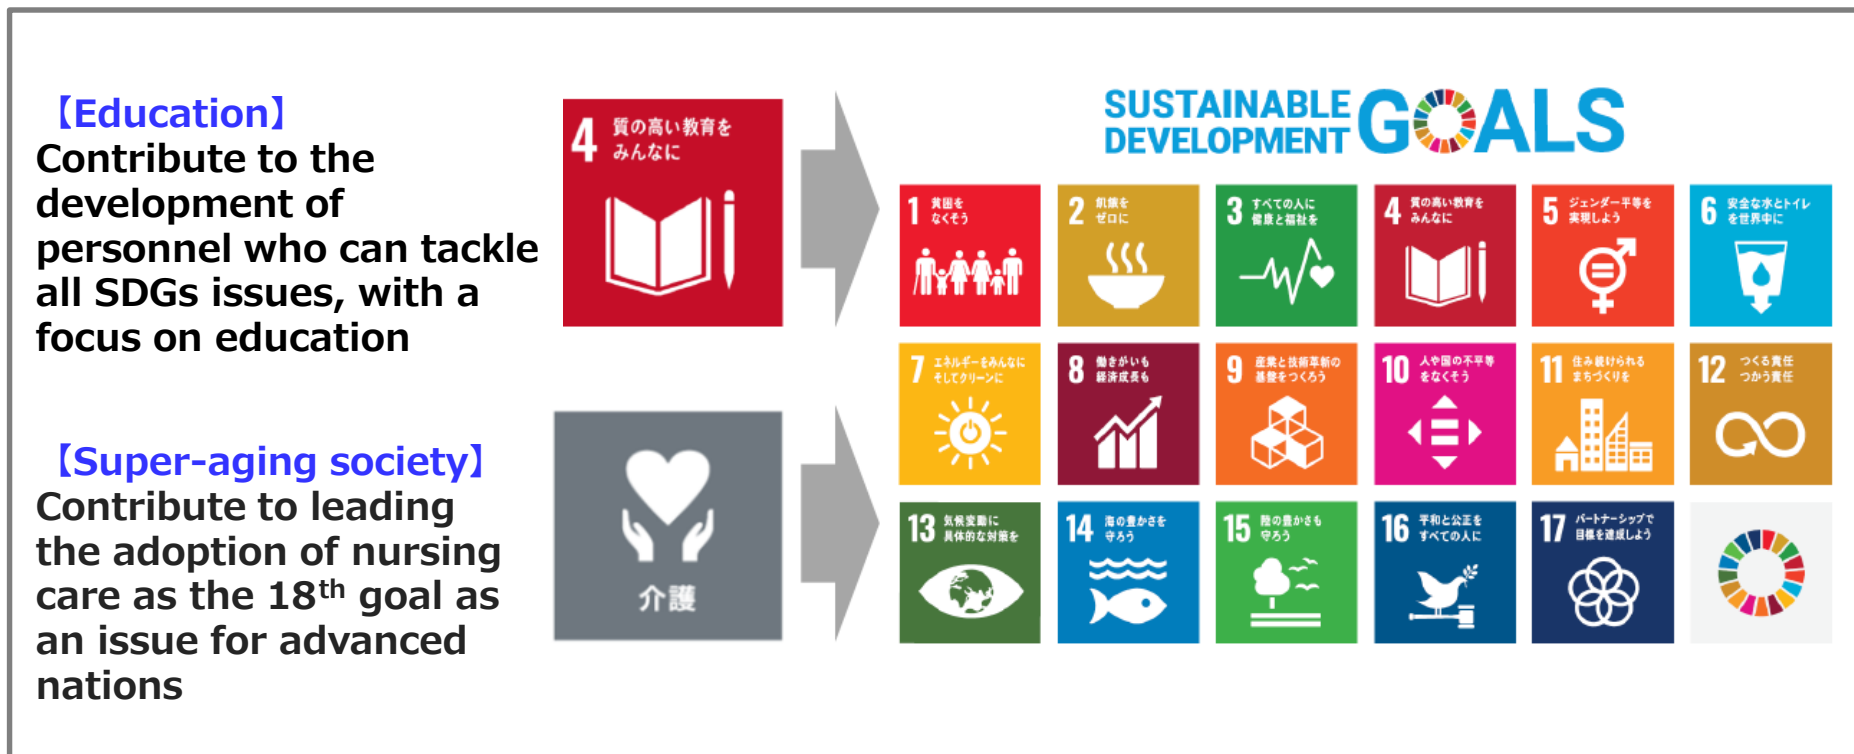 【Education】
Contribute to the
development of
personnel who can tackle
all SDGs issues, with a
focus on education
【Super-aging society】
Contribute to leading
the adoption of nursing
care as the 18th goal as
an issue for advanced
nations
4 質の高い教育を
みんなに
介護
SUSTAINABLE
DEVELOPMENT
GOALS
1 貧困を
なくそう
2 飢餓を
ゼロに
3 すべての人に
健康と福祉を
4 質の高い教育を
みんなに
5 ジェンダー平等を
実現しよう
6 安全な水とトイレ
を世界中に
7 エネルギーをみんなに
そしてクリーンに
8 働きがいも
経済成長も
9 産業と技術革新の
基盤をつくろう
10 人や国の不平等
をなくそう
11 住み続けられる
まちづくりを
12 つくる責任
つかう責任
13 気候変動に
具体的な対策を
14 海の豊かさを
守ろう
15 陸の豊かさも
守ろう
16 平和と公正を
すべての人に
17 パートナーシップで
目標を達成しよう